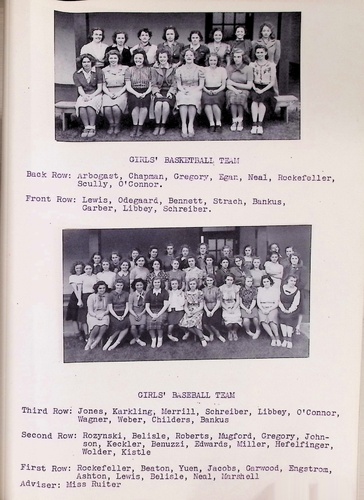 GIRLS' BASKETBALL TEAM
Back Row: Arbogast, Chapman, Gregory, Egan, Neal, Rockefeller,
Scully, O'Connor.
Front Row: Lewis, Odegaard, Bennett, Strach, Bankus,
Garber, Libbey, Schreiber.
GIRLS' BASEBALL TEAM
Third Row: Jones, Karkling, Merrill, Schreiber, Libbey, O'Connor,
Wagner, Weber, Childers, Bankus
Second Row: Rozynski, Belisle, Roberts, Mugford, Gregory, John-
son, Keckler, Benuzzi, Edwards, Miller, Hefelfinger,
Wolder, Kistle
First Row: Rockefeller, Beaton, Yuen, Jacobs, Garwood, Engstrom,
Ashton, Lewis, Belisle, Neal, Marshell
Adviser: Miss Ruiter